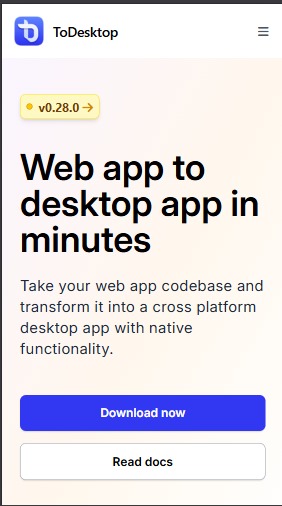 ToDesktop
v0.28.0 →
Web app to
desktop app in
minutes
Take your web app codebase and
transform it into a cross platform
desktop app with native
functionality.
Download now
Read docs